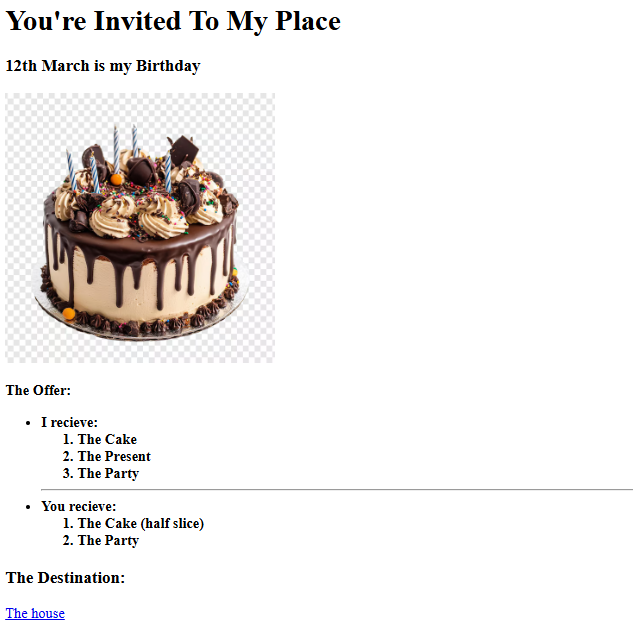 You're Invited To My Place
12th March is my Birthday
The Offer:
• I recieve:
1. The Cake
2. The Present
3. The Party
• You recieve:
1. The Cake (half slice)
2. The Party
The Destination:
The house